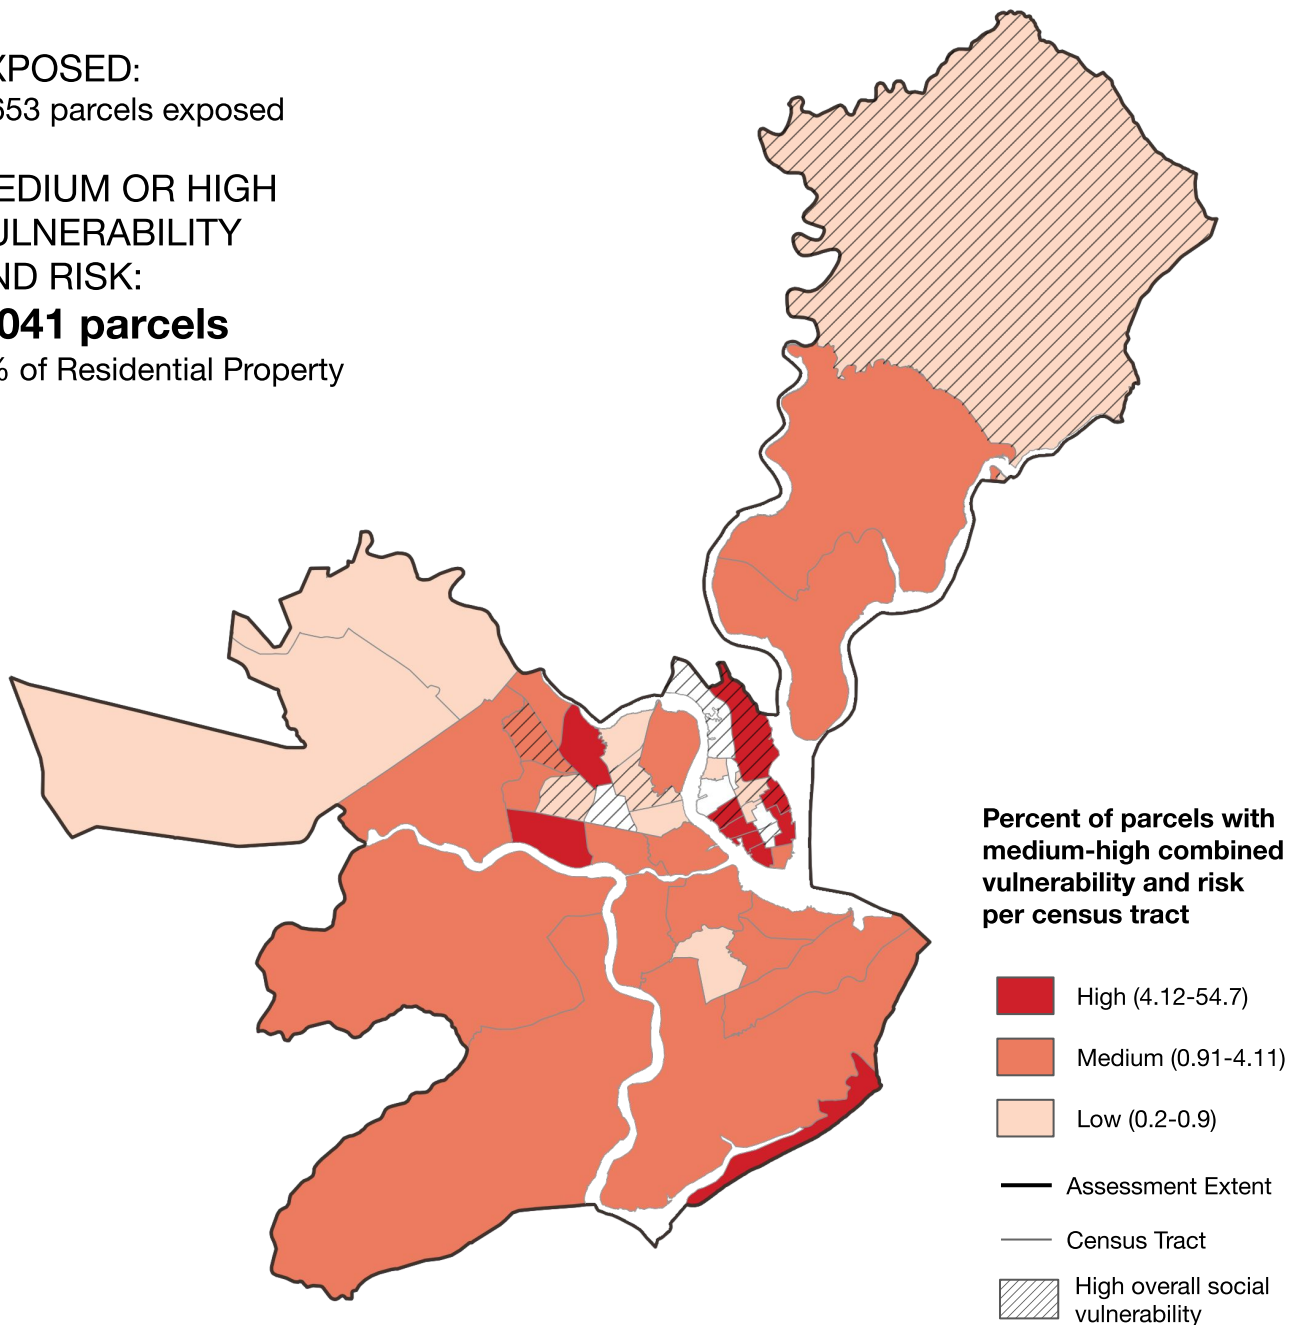 XPOSED:
653 parcels exposed
EDIUM OR HIGH
ULNERABILITY
ND RISK:
041 parcels
% of Residential Property
Percent of parcels with
medium-high combined
vulnerability and risk
per census tract
High (4.12-54.7)
Medium (0.91-4.11)
Low (0.2-0.9)
Assessment Extent
Census Tract
High overall social
vulnerability